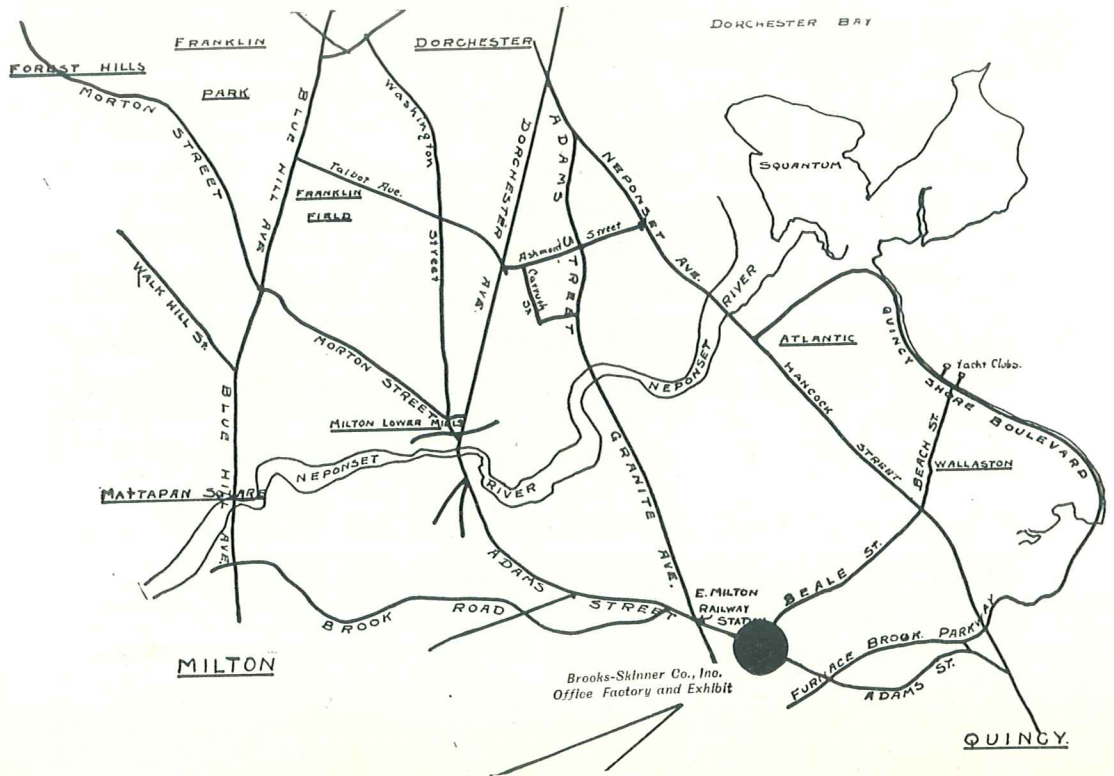 DORCHESTER BAY
FRANKLIN
PARK
DORCHESTER
FOREST HILLS
MORTON
STREET
BLUE HILL AVE.
Washington
Street
DORCHESTER
AVE.
ADAMS
STREET
NEPONSET
AVE.
SQUANTUM
Talbot Ave.
FRANKLIN
FIELD
Ashmont
Street
Carruth
St.
RIVER
NEPONSET
WALK HILL ST.
MORTON STREET
MILTON LOWER MILLS
ATLANTIC
HANCOCK
STREET
QUINCY
SHORE BOULEVARD
Yacht Clubs.
BEACH ST.
WALLASTON
BLUE HILL
AVE.
NEPONSET
RIVER
MATTAPAN SQUARE
GRANITE
AVE.
ADAMS
STREET
BROOK
ROAD
E. MILTON
RAILWAY
STATION
BEALE ST.
MILTON
Brooks-Skinner Co., Inc.
Office Factory and Exhibit
FURNACE BROOK PARKWAY
ADAMS ST.
QUINCY.